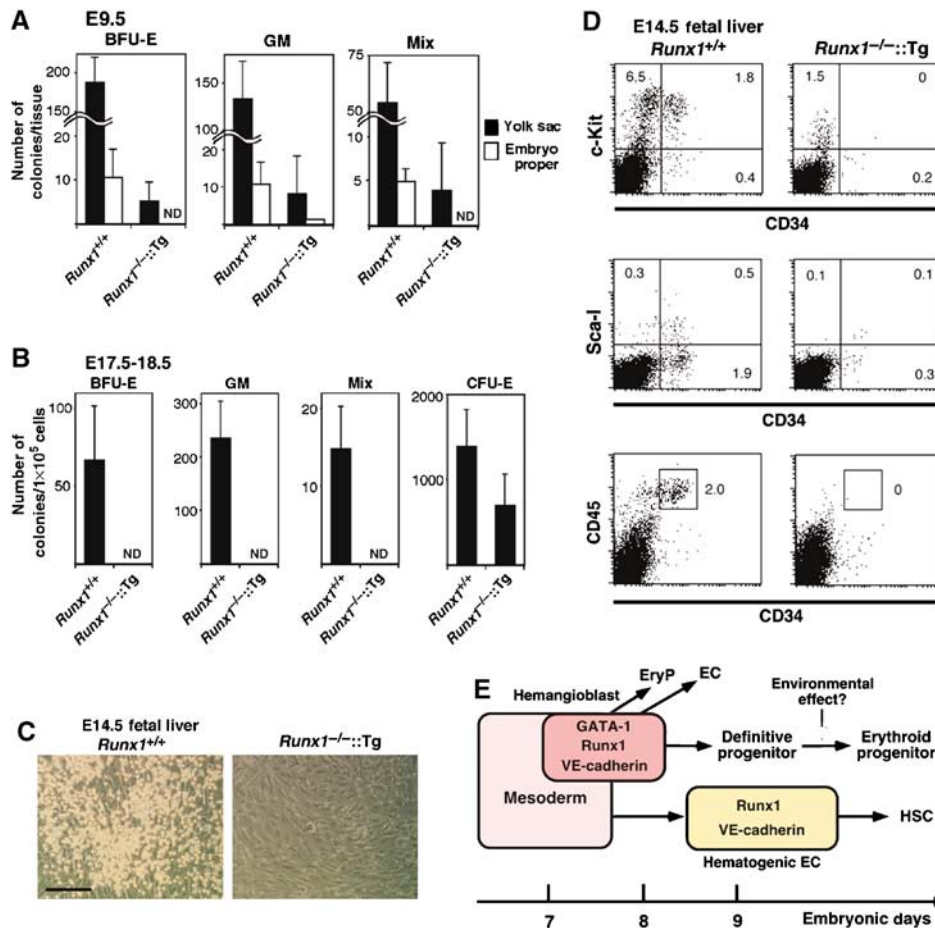 A
E9.5
BFU-E
GM
Mix
Number of
colonies/tissue
200
150
20
10
ND
Runx1+/+
Runx1−/−::Tg
150
100
20
10
Runx1+/+
Runx1−/−::Tg
75
50
5
ND
Runx1+/+
Runx1−/−::Tg
Yolk sac
Embryo
proper
B
E17.5-18.5
BFU-E
GM
Mix
CFU-E
Number of
colonies/1×10⁵ cells
100
50
ND
Runx1+/+
Runx1−/−::Tg
300
200
100
ND
Runx1+/+
Runx1−/−::Tg
20
10
ND
Runx1+/+
Runx1−/−::Tg
2000
1000
Runx1+/+
Runx1−/−::Tg
C
E14.5 fetal liver
Runx1+/+
Runx1−/−::Tg
D
E14.5 fetal liver
Runx1+/+
Runx1−/−::Tg
c-Kit
6.5
1.8
0.4
1.5
0
0.2
CD34
Sca-I
0.3
0.5
1.9
0.1
0.1
0.3
CD34
CD45
2.0
0
CD34
E
Hemangioblast
EryP
EC
Environmental
effect?
GATA-1
Runx1
VE-cadherin
Definitive
progenitor
Erythroid
progenitor
Mesoderm
Runx1
VE-cadherin
HSC
Hematogenic EC
7
8
9
Embryonic days